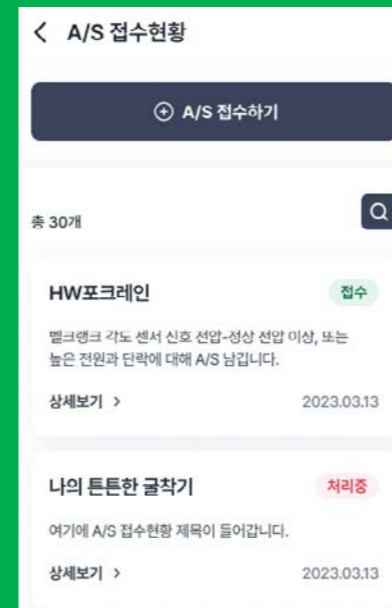 A/S 접수현황
A/S 접수하기
총 30개
HW포크레인
접수
벨크랭크 각도 센서 신호 전압-정상 전압 이상, 또는
높은 전원과 단락에 대해 A/S 남깁니다.
상세보기 >
2023.03.13
나의 튼튼한 굴착기
처리중
여기에 A/S 접수현황 제목이 들어갑니다.
상세보기 >
2023.03.13